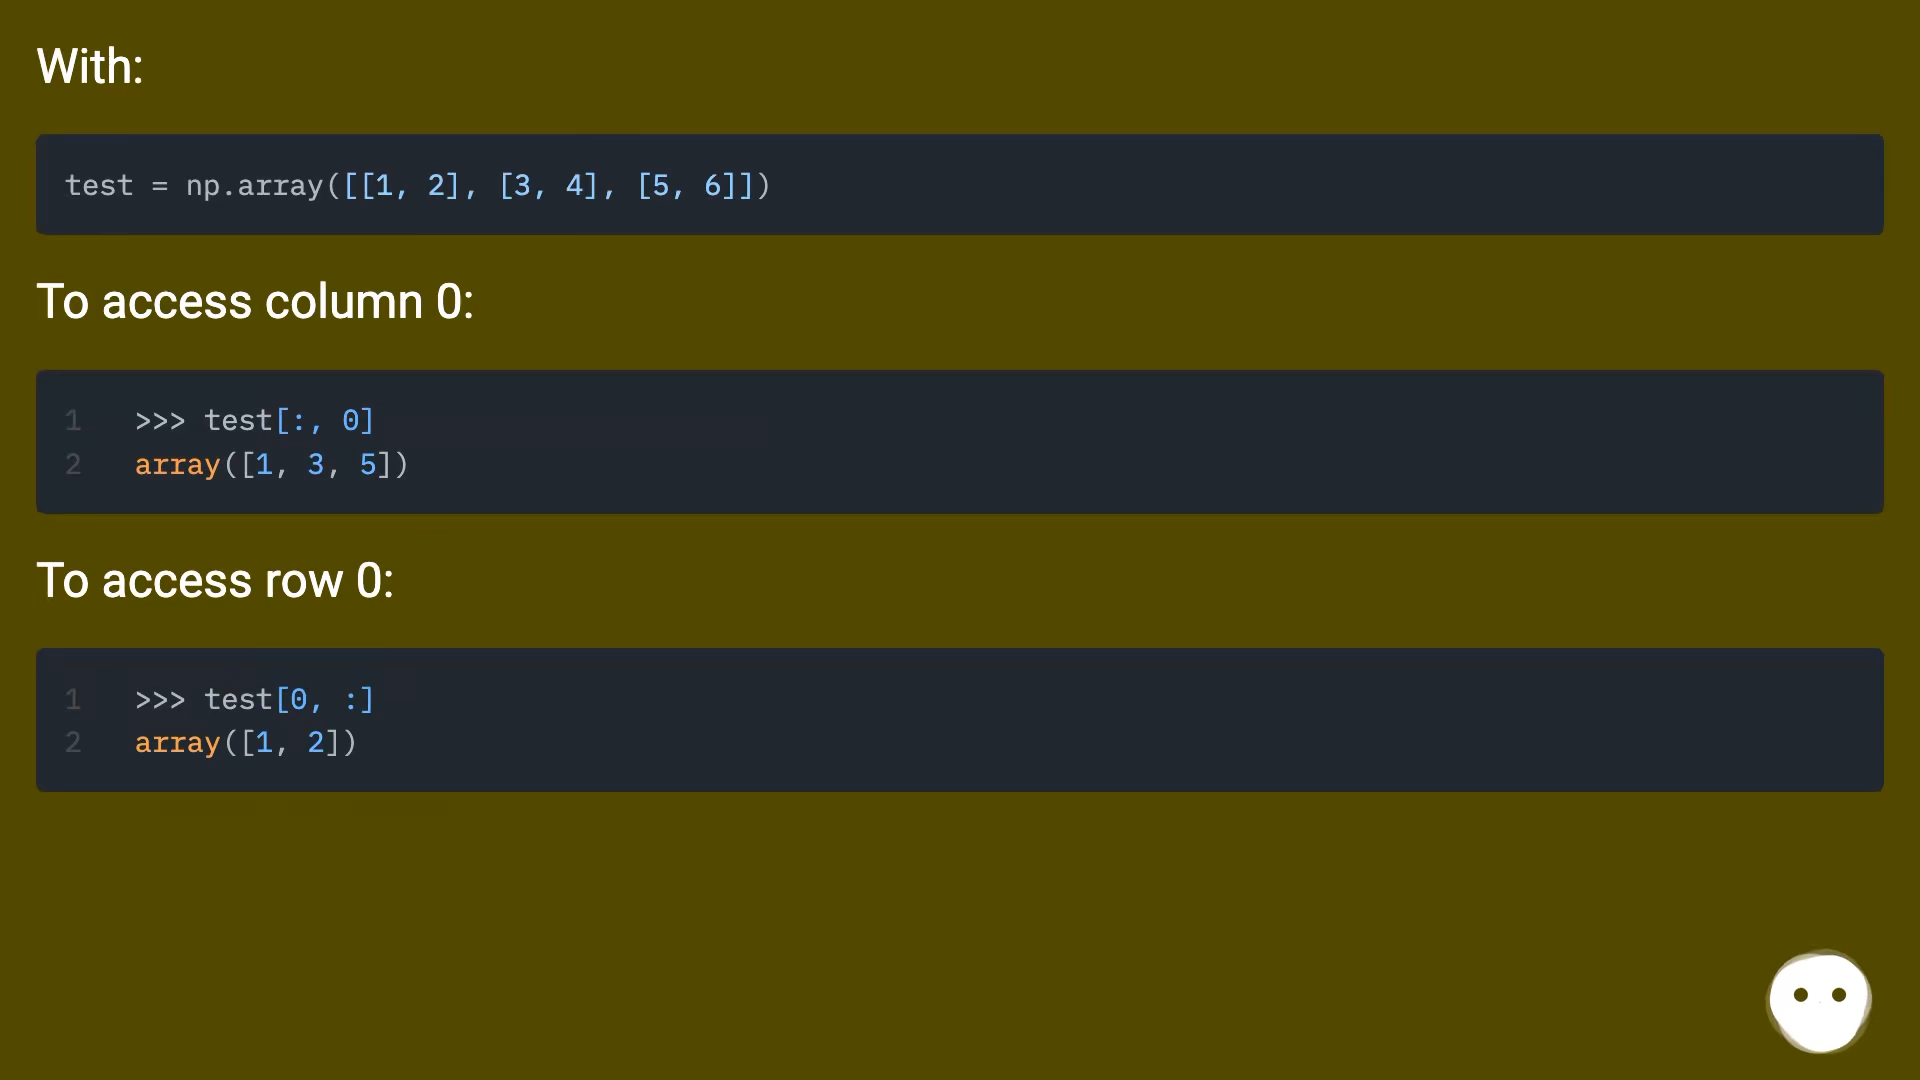 With:
test = np.array([[1, 2], [3, 4], [5, 6]])
To access column 0:
1 >>> test[:, 0]
2 array([1, 3, 5])
To access row 0:
1 >>> test[0, :]
2 array([1, 2])